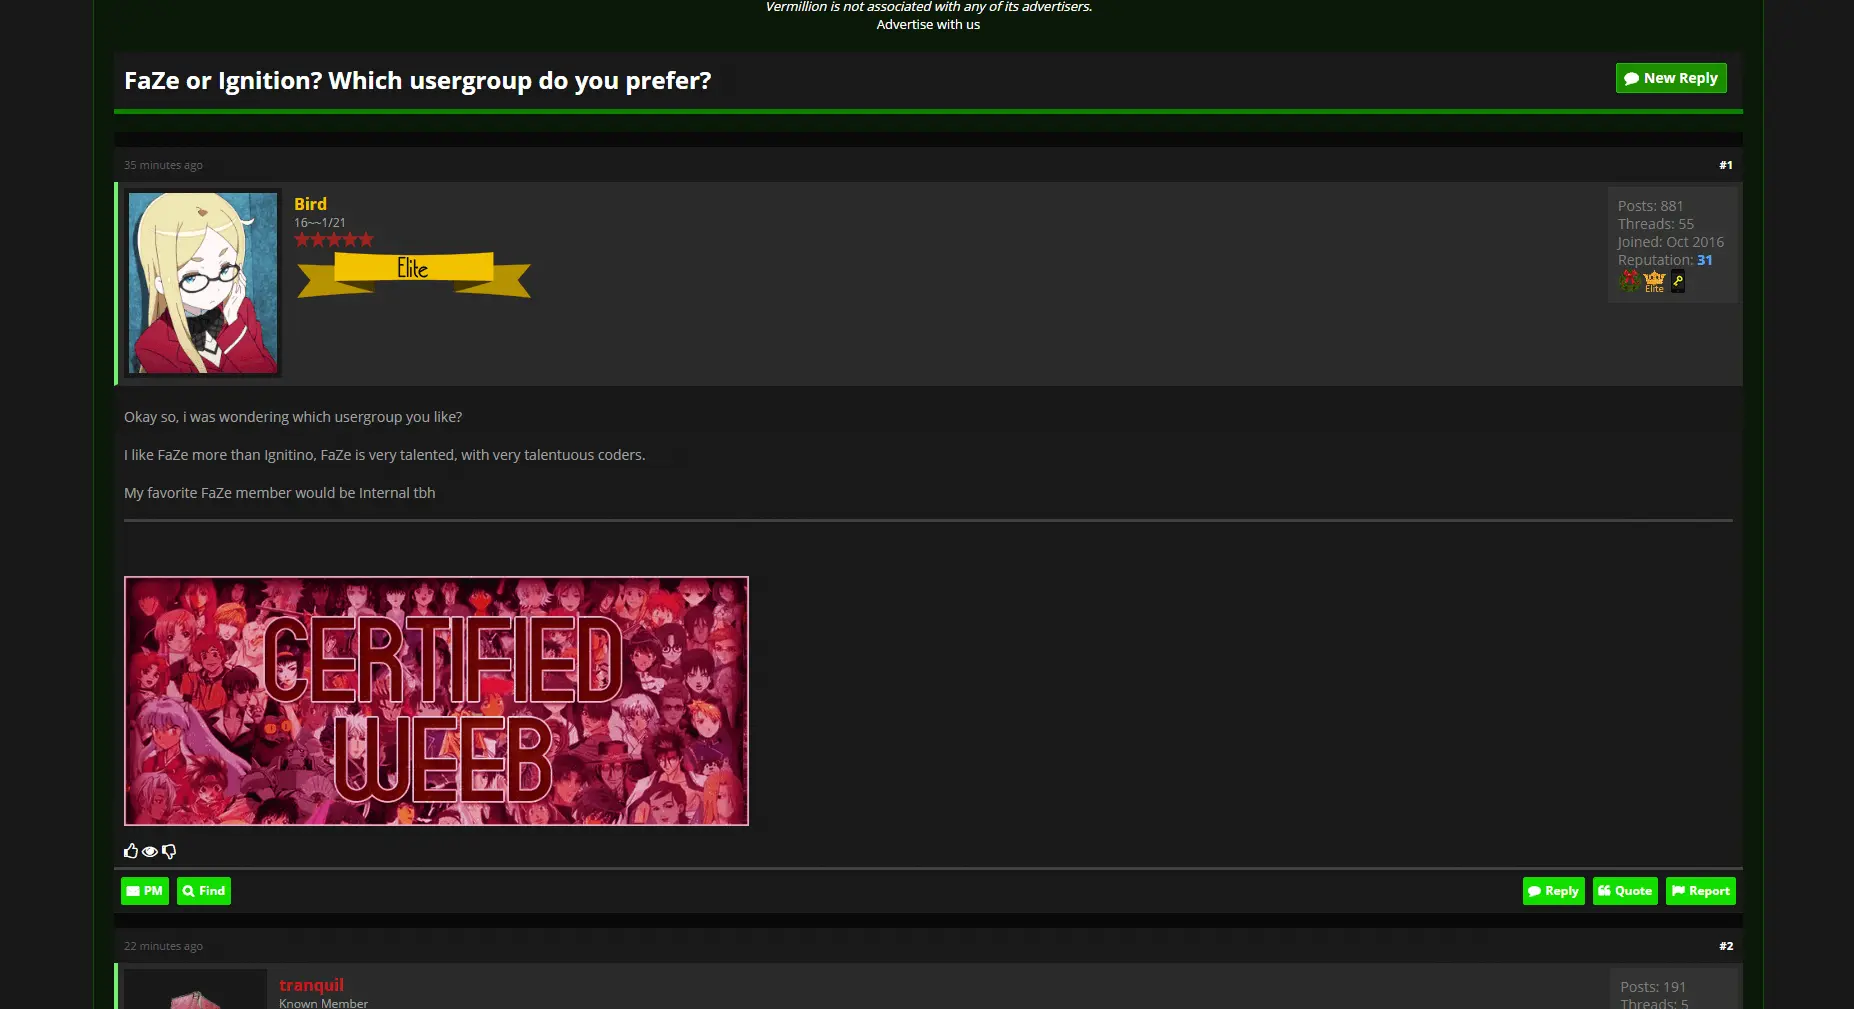 Vermillion is not associated with any of its advertisers.
Advertise with us
FaZe or Ignition? Which usergroup do you prefer?
New Reply
35 minutes ago
#1
Bird
16~~1/21
Elite
Posts: 881
Threads: 55
Joined: Oct 2016
Reputation: 31
Elite
Okay so, i was wondering which usergroup you like?
I like FaZe more than Ignitino, FaZe is very talented, with very talentuous coders.
My favorite FaZe member would be Internal tbh
CERTIFIED
WEEB
PM
Find
Reply
Quote
Report
22 minutes ago
#2
tranquil
Known Member
Posts: 191
Threads: 5